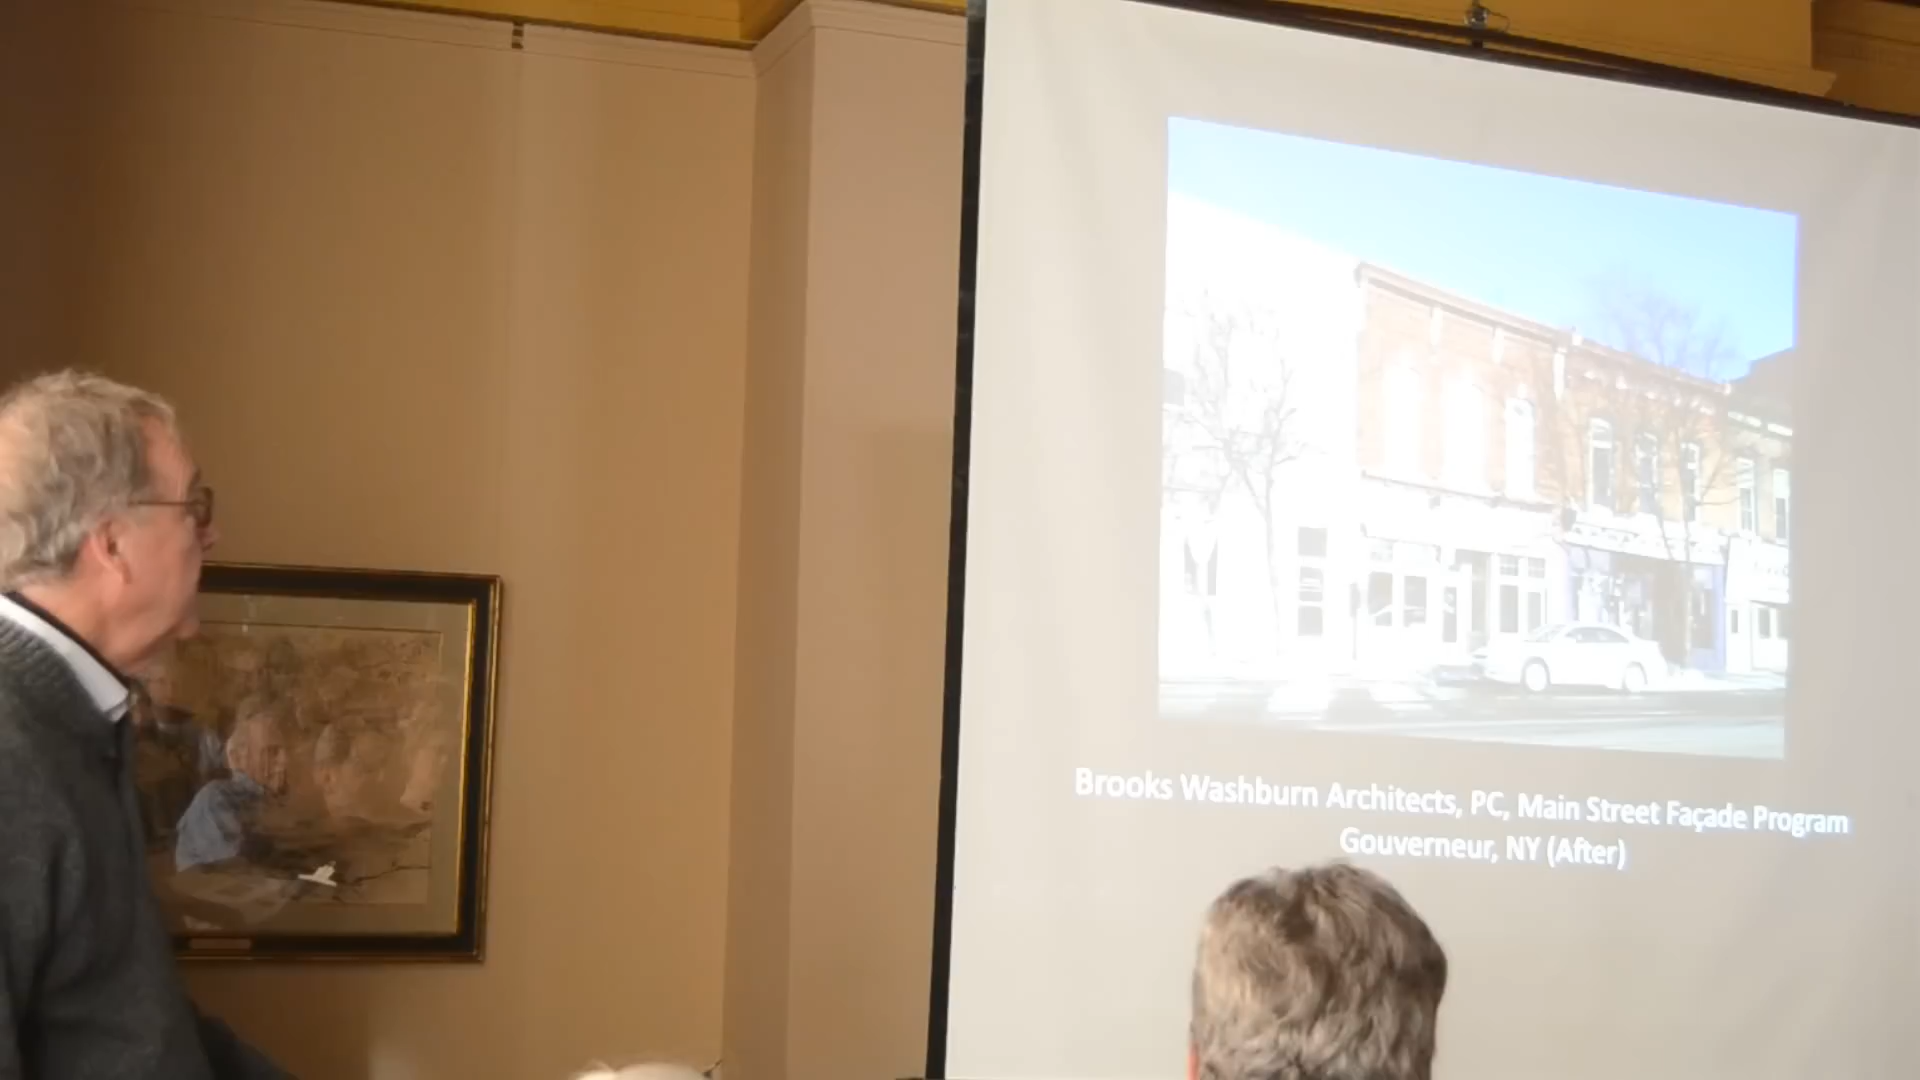 Brooks Washburn Architects, PC, Main Street Façade Program
Gouverneur, NY (After)